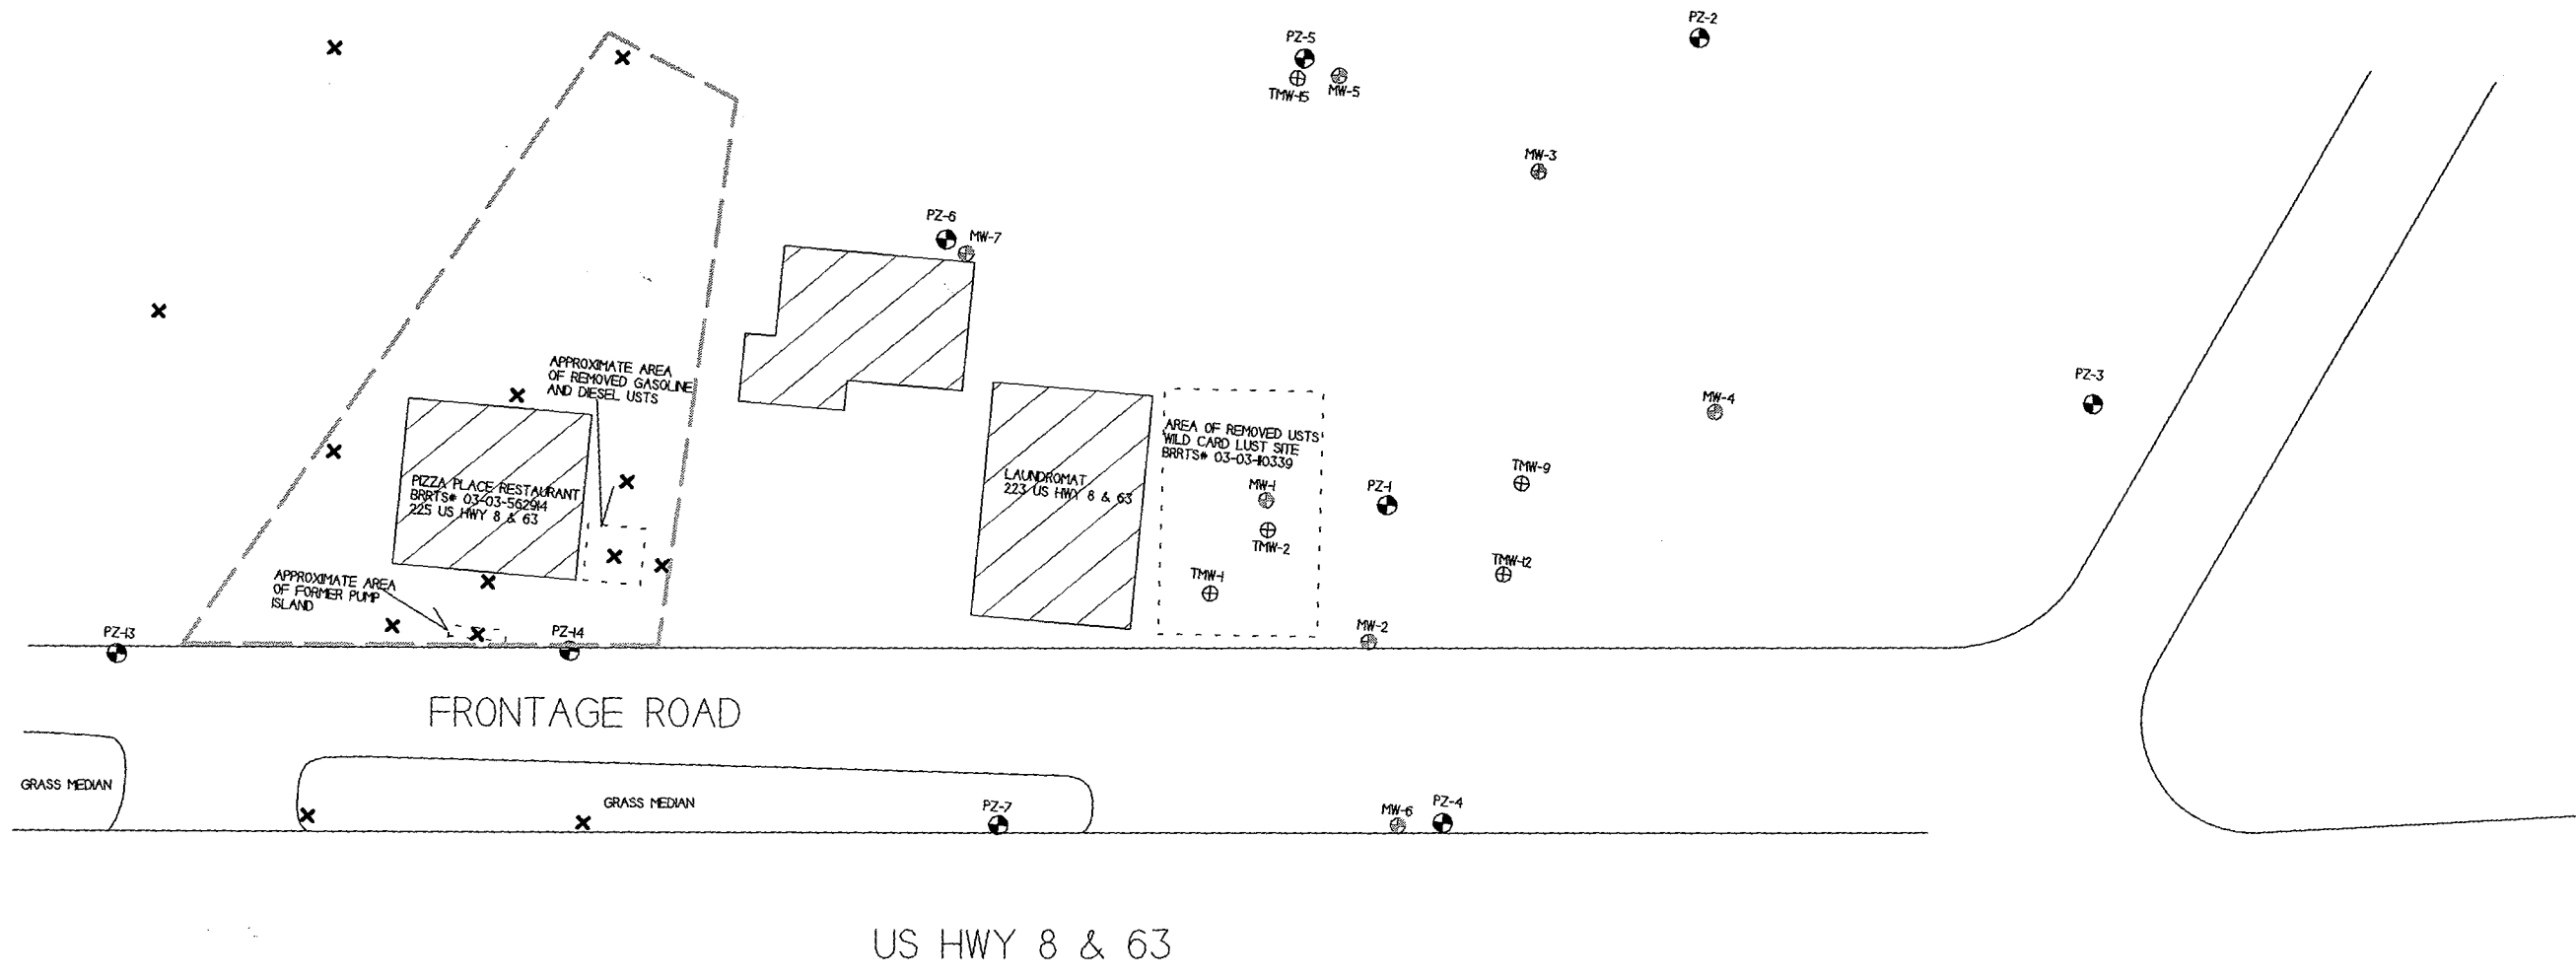 PZ-2
PZ-5
TMW-15
MW-5
MW-3
PZ-6
MW-7
APPROXIMATE AREA
OF REMOVED GASOLINE
AND DIESEL USTS
PZ-3
MW-4
AREA OF REMOVED USTS
WILD CARD LUST SITE
BRRTS# 03-03-110339
TMW-9
LAUNDROMAT
223 US HWY 8 & 63
PIZZA PLACE RESTAURANT
BRRTS# 03-03-562914
225 US HWY 8 & 63
MW-1
PZ-1
TMW-2
TMW-12
TMW-1
APPROXIMATE AREA
OF FORMER PUMP
ISLAND
PZ-13
PZ-14
MW-2
FRONTAGE ROAD
GRASS MEDIAN
GRASS MEDIAN
PZ-7
MW-6
PZ-4
US HWY 8 & 63